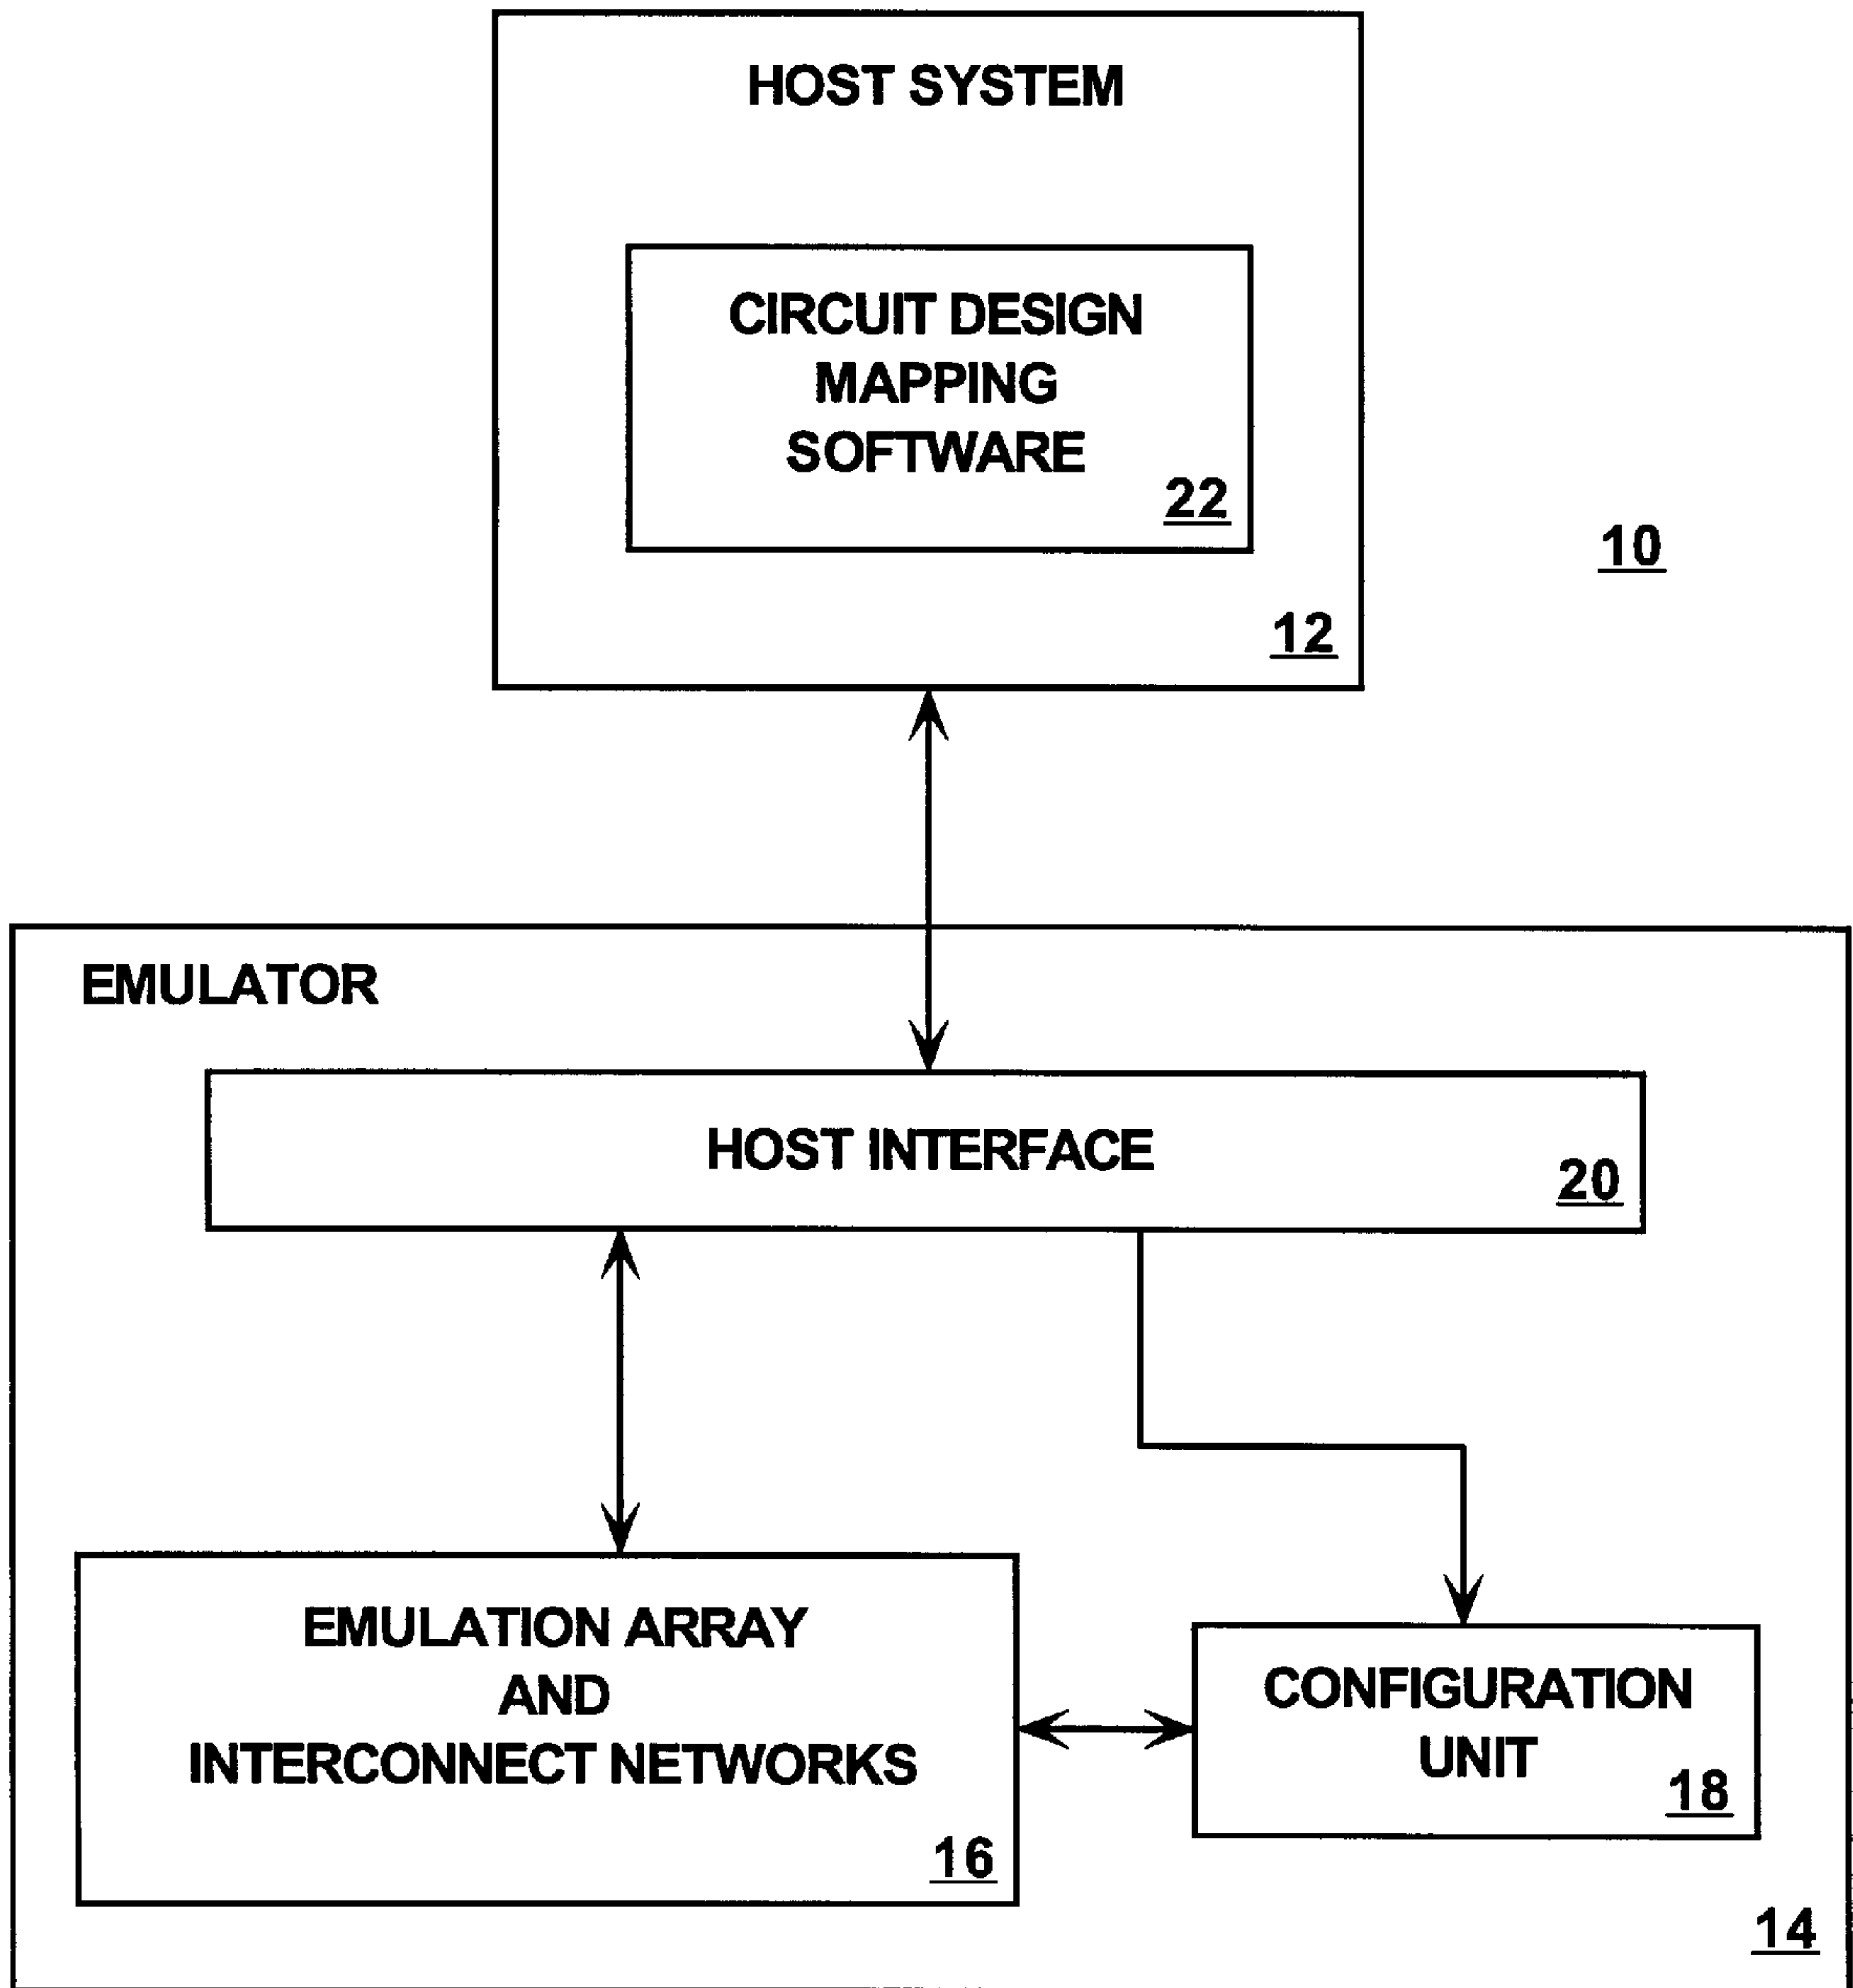 HOST SYSTEM
CIRCUIT DESIGN
MAPPING
SOFTWARE
22
10
12
EMULATOR
HOST INTERFACE
20
EMULATION ARRAY
AND
INTERCONNECT NETWORKS
16
CONFIGURATION
UNIT
18
14